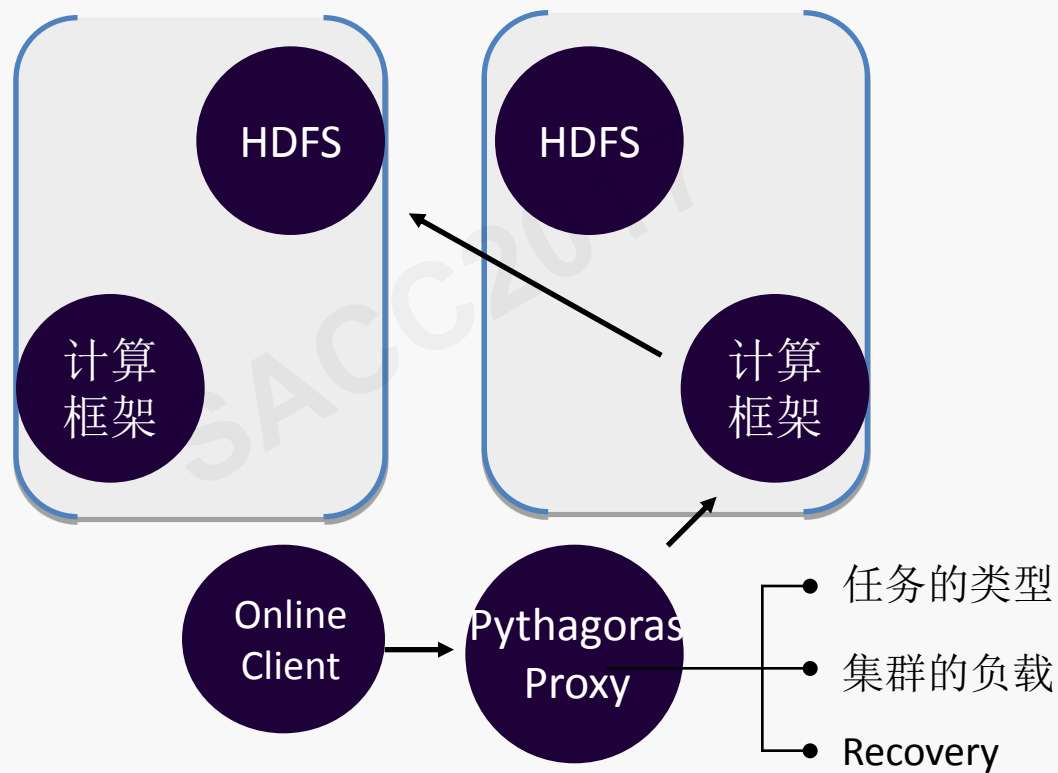 HDFS
HDFS
计算
框架
计算
框架
SACC2017
Online
Client
Pythagoras
Proxy
任务的类型
集群的负载
Recovery